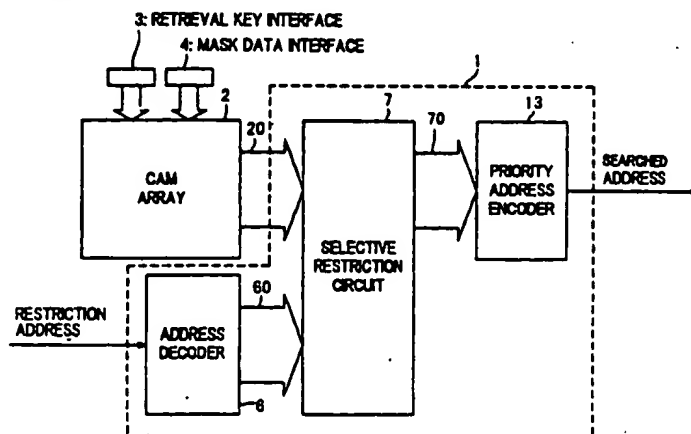 3: RETRIEVAL KEY INTERFACE
4: MASK DATA INTERFACE
1
2
7
13
20
70
CAM
ARRAY
SELECTIVE
RESTRICTION
CIRCUIT
PRIORITY
ADDRESS
ENCODER
SEARCHED
ADDRESS
RESTRICTION
ADDRESS
60
ADDRESS
DECODER
6